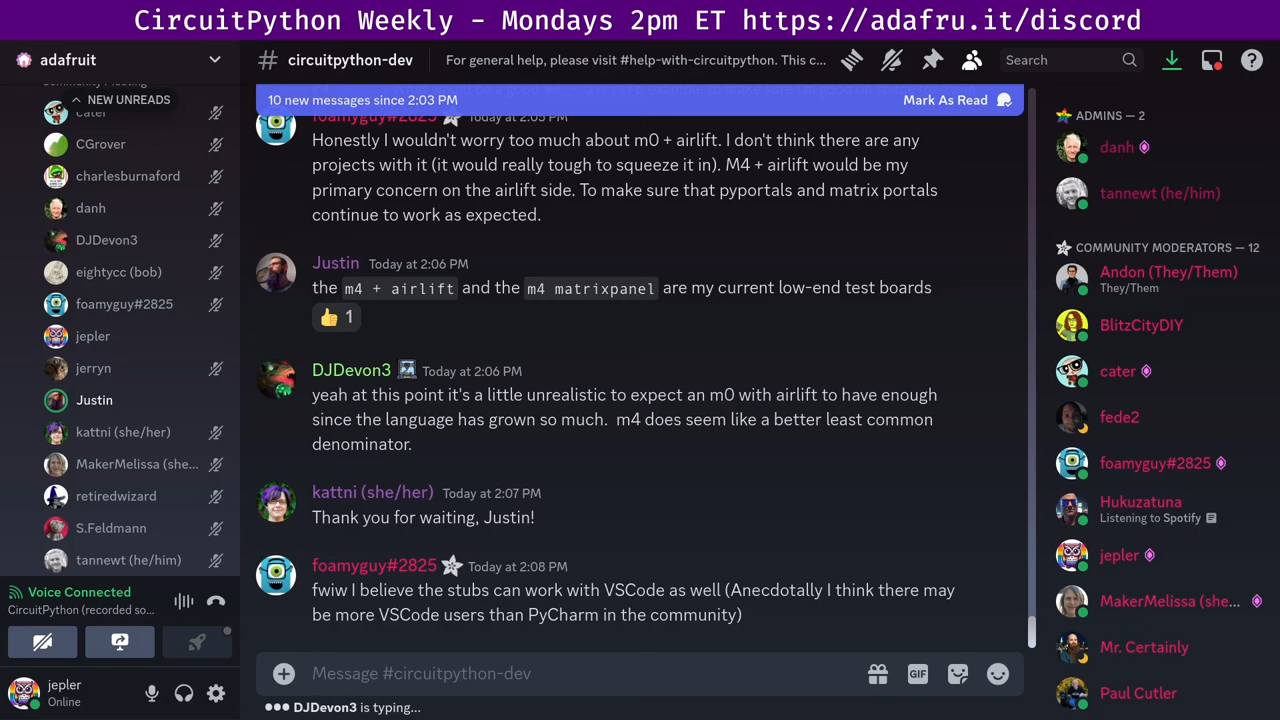 CircuitPython Weekly - Mondays 2pm ET https://adafru.it/discord
adafruit
NEW UNREADS
cater
CGrover
charlesburnaford
danh
DJDevon3
eightycc (bob)
foamyguy#2825
jepler
jerryn
Justin
kattni (she/her)
MakerMelissa (she...
retiredwizard
S.Feldmann
tannewt (he/him)
Voice Connected
CircuitPython (recorded so...
jepler
Online
# circuitpython-dev
For general help, please visit #help-with-circuitpython. This c...
Search
10 new messages since 2:03 PM
Mark As Read
foamyguy#2825 Today at 2:05 PM
Honestly I wouldn't worry too much about m0 + airlift. I don't think there are any
projects with it (it would really tough to squeeze it in). M4 + airlift would be my
primary concern on the airlift side. To make sure that pyportals and matrix portals
continue to work as expected.
Justin Today at 2:06 PM
the m4 + airlift and the m4 matrixpanel are my current low-end test boards
👍 1
DJDevon3 Today at 2:06 PM
yeah at this point it's a little unrealistic to expect an m0 with airlift to have enough
since the language has grown so much. m4 does seem like a better least common
denominator.
kattni (she/her) Today at 2:07 PM
Thank you for waiting, Justin!
foamyguy#2825 Today at 2:08 PM
fwiw I believe the stubs can work with VSCode as well (Anecdotally I think there may
be more VSCode users than PyCharm in the community)
Message #circuitpython-dev
GIF
DJDevon3 is typing...
ADMINS — 2
danh
tannewt (he/him)
COMMUNITY MODERATORS — 12
Andon (They/Them)
They/Them
BlitzCityDIY
cater
fede2
foamyguy#2825
Hukuzatuna
Listening to Spotify
jepler
MakerMelissa (she...
Mr. Certainly
Paul Cutler